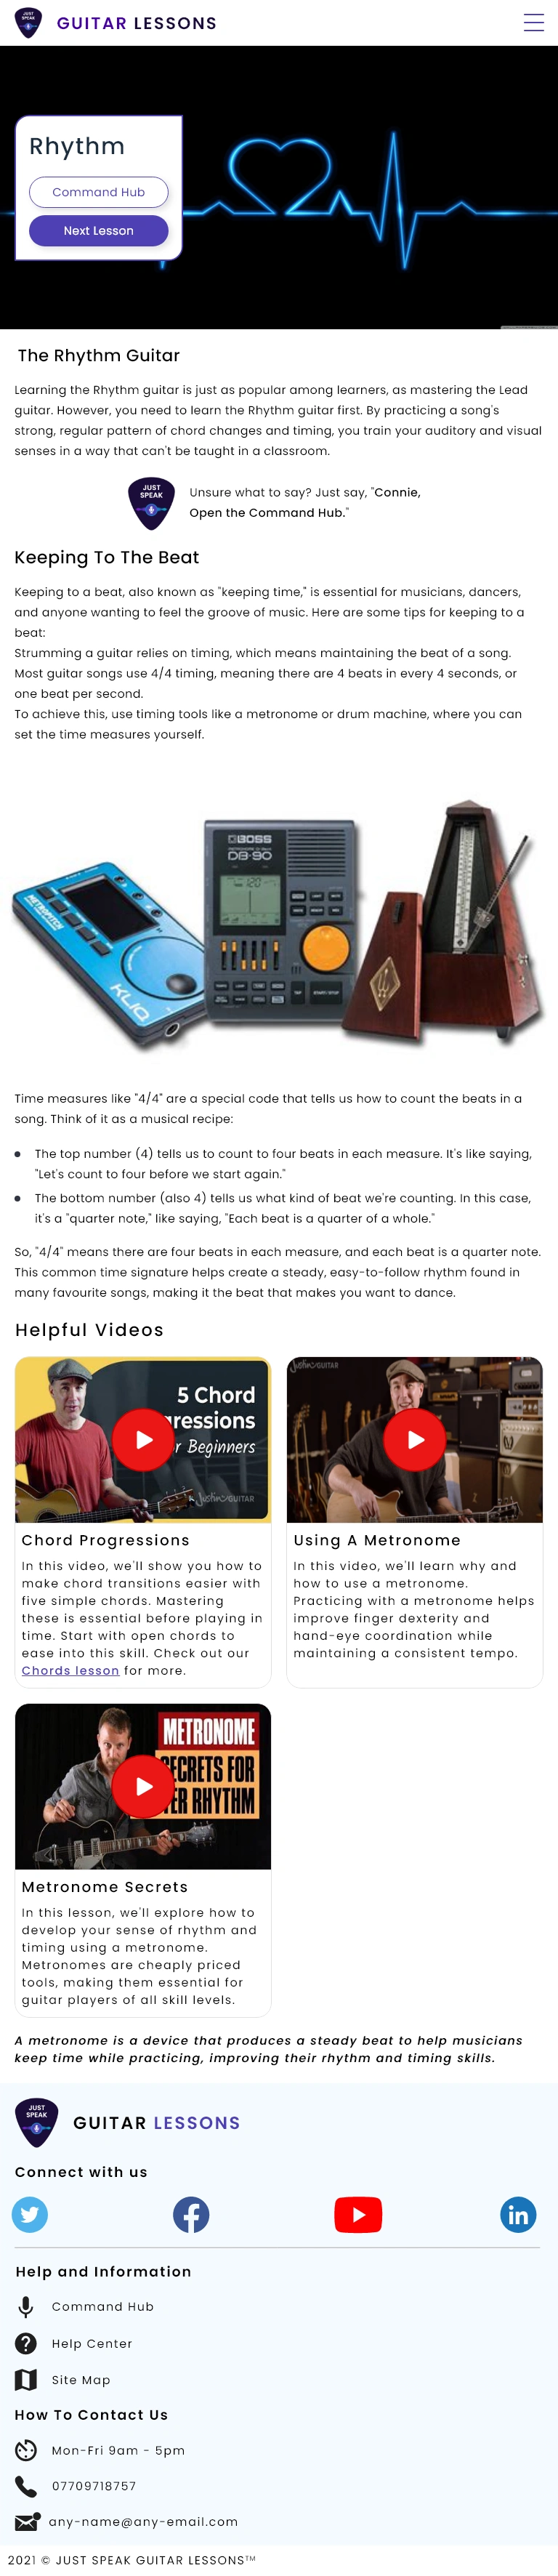 JUST
SPEAK
GUITAR LESSONS
Rhythm
Command Hub
Next Lesson
The Rhythm Guitar
Learning the Rhythm guitar is just as popular among learners, as mastering the Lead
guitar. However, you need to learn the Rhythm guitar first. By practicing a song's
strong, regular pattern of chord changes and timing, you train your auditory and visual
senses in a way that can't be taught in a classroom.
JUST
SPEAK
Unsure what to say? Just say, "Connie,
Open the Command Hub."
Keeping To The Beat
Keeping to a beat, also known as "keeping time," is essential for musicians, dancers,
and anyone wanting to feel the groove of music. Here are some tips for keeping to a
beat:
Strumming a guitar relies on timing, which means maintaining the beat of a song.
Most guitar songs use 4/4 timing, meaning there are 4 beats in every 4 seconds, or
one beat per second.
To achieve this, use timing tools like a metronome or drum machine, where you can
set the time measures yourself.
METROPITCH
KLIQ
BOSS
DB-90
Time measures like "4/4" are a special code that tells us how to count the beats in a
song. Think of it as a musical recipe:
The top number (4) tells us to count to four beats in each measure. It's like saying,
"Let's count to four before we start again."
The bottom number (also 4) tells us what kind of beat we're counting. In this case,
it's a "quarter note," like saying, "Each beat is a quarter of a whole."
So, "4/4" means there are four beats in each measure, and each beat is a quarter note.
This common time signature helps create a steady, easy-to-follow rhythm found in
many favourite songs, making it the beat that makes you want to dance.
Helpful Videos
5 Chord
gressions
r Beginners
Justin GUITAR
Justin GUITAR
Chord Progressions
In this video, we'll show you how to
make chord transitions easier with
five simple chords. Mastering
these is essential before playing in
time. Start with open chords to
ease into this skill. Check out our
Chords lesson for more.
Using A Metronome
In this video, we'll learn why and
how to use a metronome.
Practicing with a metronome helps
improve finger dexterity and
hand-eye coordination while
maintaining a consistent tempo.
METRONOME
ECRETS FOR
ER RHYTHM
Metronome Secrets
In this lesson, we'll explore how to
develop your sense of rhythm and
timing using a metronome.
Metronomes are cheaply priced
tools, making them essential for
guitar players of all skill levels.
A metronome is a device that produces a steady beat to help musicians
keep time while practicing, improving their rhythm and timing skills.
JUST
SPEAK
GUITAR LESSONS
Connect with us
in
Help and Information
Command Hub
Help Center
Site Map
How To Contact Us
Mon-Fri 9am - 5pm
07709718757
any-name@any-email.com
2021 © JUST SPEAK GUITAR LESSONS™